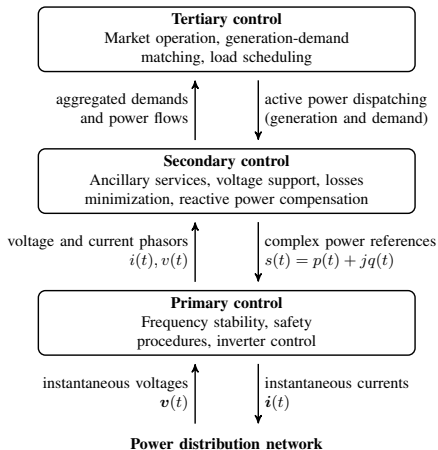 Tertiary control
Market operation, generation-demand
matching, load scheduling
aggregated demands
and power flows
active power dispatching
(generation and demand)
Secondary control
Ancillary services, voltage support, losses
minimization, reactive power compensation
voltage and current phasors
i(t), v(t)
complex power references
s(t) = p(t) + jq(t)
Primary control
Frequency stability, safety
procedures, inverter control
instantaneous voltages
v(t)
instantaneous currents
i(t)
Power distribution network